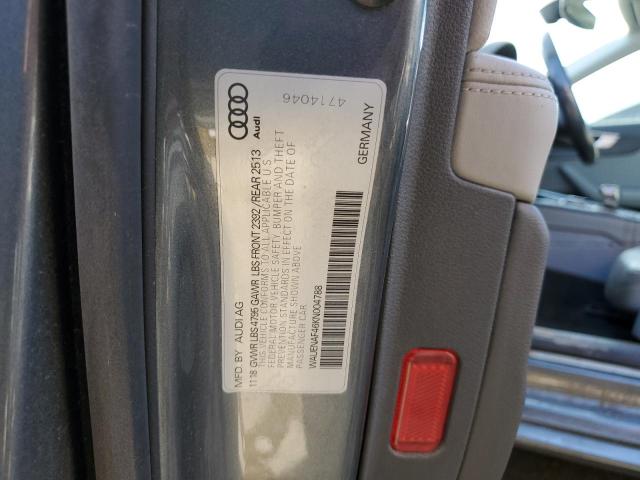 4714046
Audi
MFD. BY AUDI AG
GERMANY
11.18 GVWR LBS 4795 GAWR LBS FRONT 2392 / REAR 2513
THIS VEHICLE CONFORMS TO ALL APPLICABLE U S
FEDERAL MOTOR VEHICLE SAFETY, BUMPER AND THEFT
PREVENTION STANDARDS IN EFFECT ON THE DATE OF
MANUFACTURE SHOWN ABOVE
PASSENGER CAR
WAUENAF46KN004788